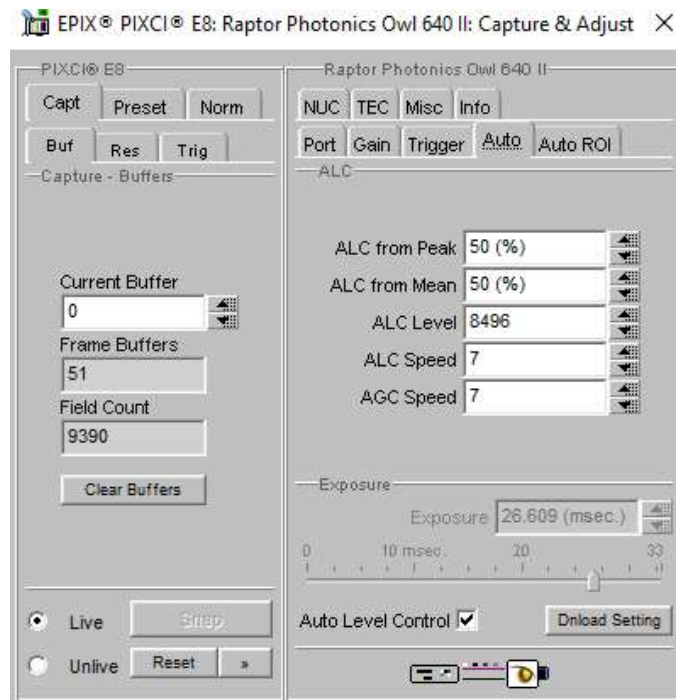 EPIX® PIXCI® E8: Raptor Photonics Owl 640 II: Capture & Adjust
PIXCI® E8
Capt Preset Norm
Buf Res Trig
Capture - Buffers
Current Buffer
0
Frame Buffers
51
Field Count
9390
Clear Buffers
Live Snap
Unlive Reset »
Raptor Photonics Owl 640 II
NUC TEC Misc Info
Port Gain Trigger Auto Auto ROI
ALC
ALC from Peak 50 (%)
ALC from Mean 50 (%)
ALC Level 8496
ALC Speed 7
AGC Speed 7
Exposure
Exposure 26.609 (msec.)
0 10 msec. 20 33
Auto Level Control Dnload Setting